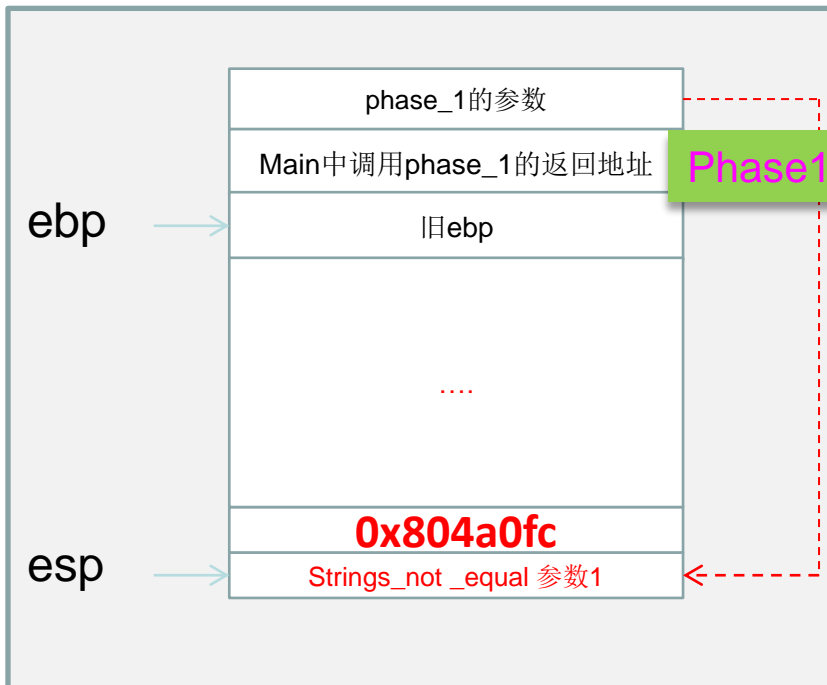 phase_1的参数
Main中调用phase_1的返回地址
Phase1
ebp
旧ebp
....
0x804a0fc
esp
Strings_not _equal 参数1